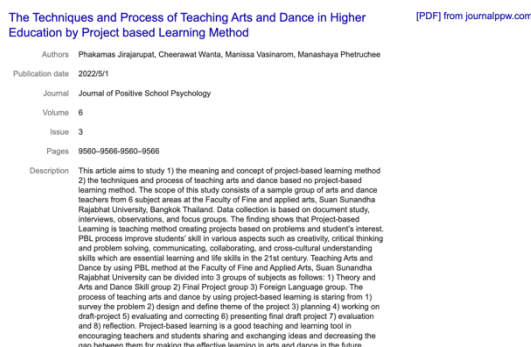 The Techniques and Process of Teaching Arts and Dance in Higher
Education by Project based Learning Method
[PDF] from journalppw.com
Authors Phakamas Jirajarupat, Cheerawat Wanta, Manissa Vasinarom, Manashaya Phetruchee
Publication date 2022/5/1
Journal Journal of Positive School Psychology
Volume 6
Issue 3
Pages 9560–9566-9560–9566
Description This article aims to study 1) the meaning and concept of project-based learning method
2) the techniques and process of teaching arts and dance based no project-based
learning method. The scope of this study consists of a sample group of arts and dance
teachers from 6 subject areas at the Faculty of Fine and applied arts, Suan Sunandha
Rajabhat University, Bangkok Thailand. Data collection is based on document study,
interviews, observations, and focus groups. The finding shows that Project-based
Learning is teaching method creating projects based on problems and student's interest.
PBL process improve students' skill in various aspects such as creativity, critical thinking
and problem solving, communicating, collaborating, and cross-cultural understanding
skills which are essential learning and life skills in the 21st century. Teaching Arts and
Dance by using PBL method at the Faculty of Fine and Applied Arts, Suan Sunandha
Rajabhat University can be divided into 3 groups of subjects as follows: 1) Theory and
Arts and Dance Skill group 2) Final Project group 3) Foreign Language group. The
process of teaching arts and dance by using project-based learning is staring from 1)
survey the problem 2) design and define theme of the project 3) planning 4) working on
draft-project 5) evaluating and correcting 6) presenting final draft project 7) evaluation
and 8) reflection. Project-based learning is a good teaching and learning tool in
encouraging teachers and students sharing and exchanging ideas and decreasing the
gap between them for making the effective learning in arts and dance in the future.